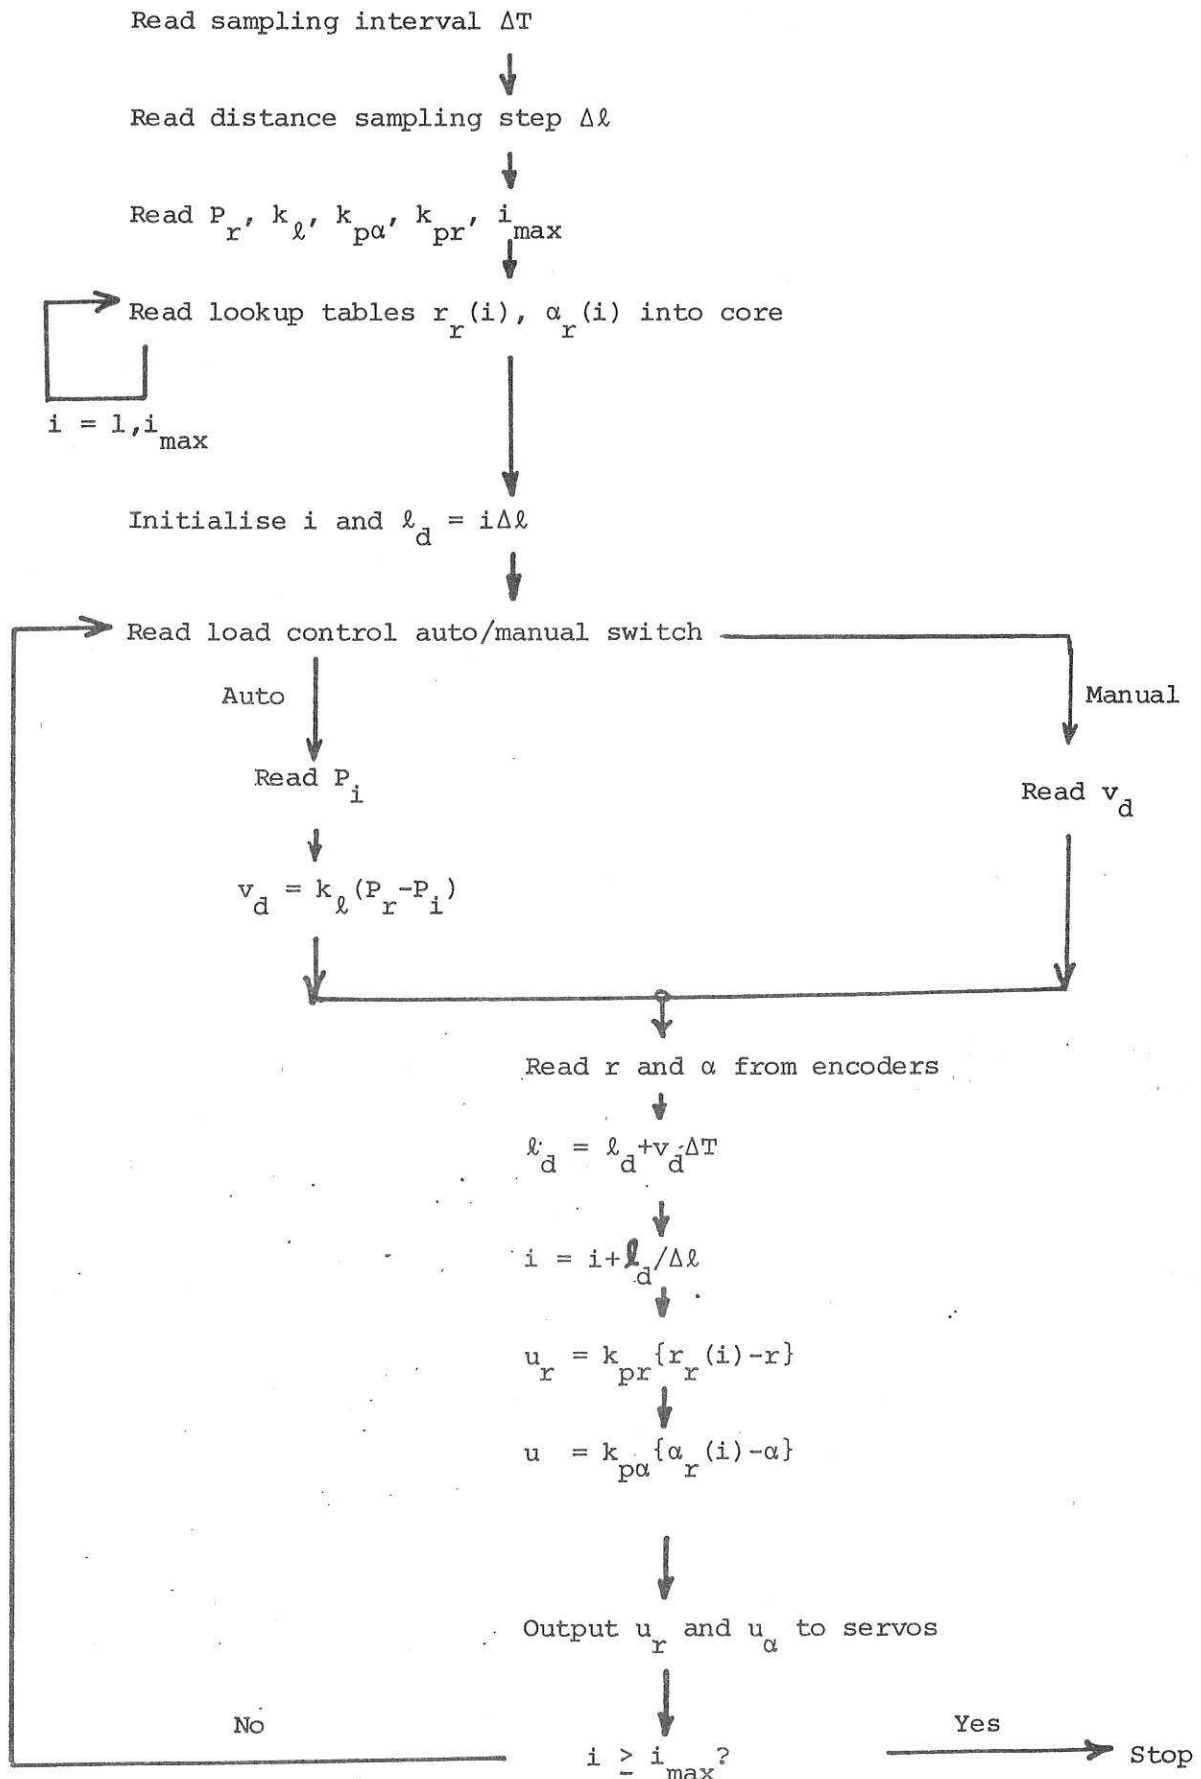 Read sampling interval ΔT
Read distance sampling step Δℓ
Read P_r, k_ℓ, k_pα, k_pr, i_max
Read lookup tables r_r(i), α_r(i) into core
i = 1,i_max
Initialise i and ℓ_d = iΔℓ
Read load control auto/manual switch
Auto
Manual
Read P_i
Read v_d
v_d = k_ℓ(P_r-P_i)
Read r and α from encoders
ℓ_d = ℓ_d+v_dΔT
i = i+ℓ_d/Δℓ
u_r = k_pr{r_r(i)-r}
u = k_pα{α_r(i)-α}
Output u_r and u_α to servos
No
Yes
i ≥ i_max?
Stop